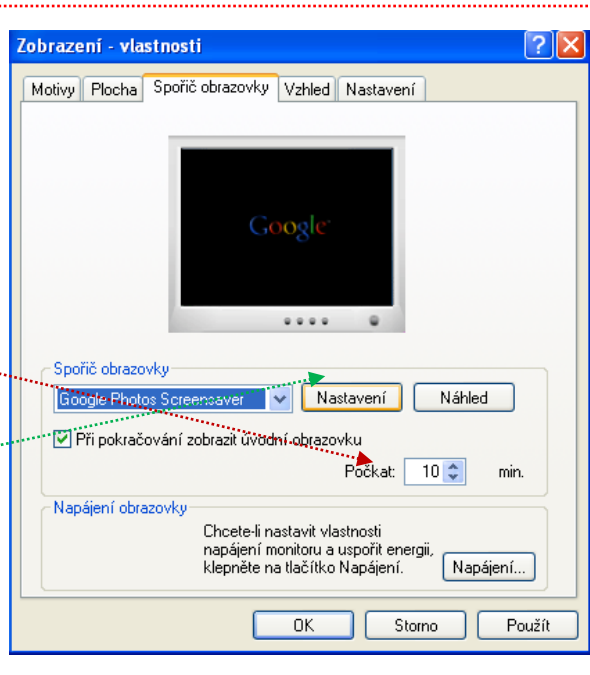 Zobrazení - vlastnosti
Motivy Plocha Spořič obrazovky Vzhled Nastavení
Google
Spořič obrazovky
Google Photos Screensaver Nastavení Náhled
Při pokračování zobrazit úvodní obrazovku
Počkat: 10 min.
Napájení obrazovky
Chcete-li nastavit vlastnosti
napájení monitoru a uspořit energii,
klepněte na tlačítko Napájení. Napájení...
OK Storno Použít